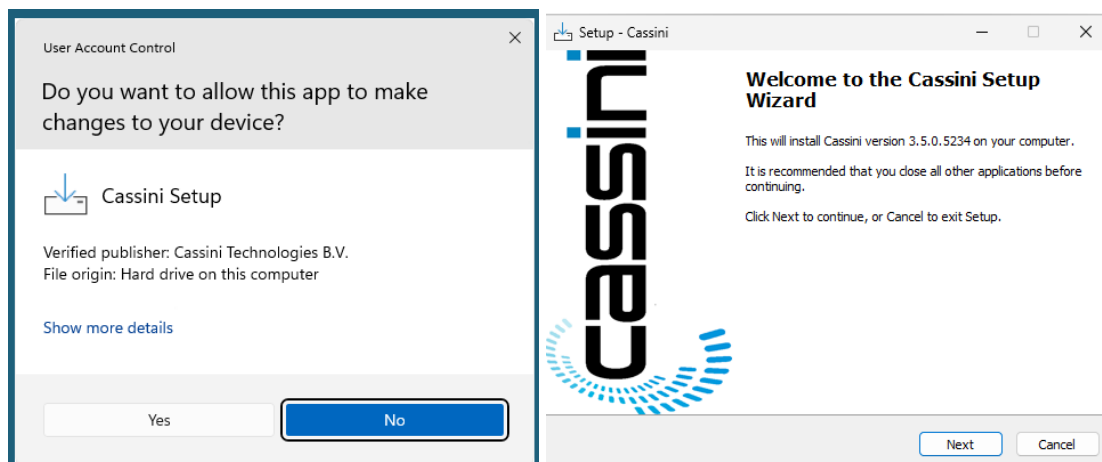 User Account Control
Do you want to allow this app to make
changes to your device?
Cassini Setup
Verified publisher: Cassini Technologies B.V.
File origin: Hard drive on this computer
Show more details
Yes
No
Setup - Cassini
cassini
Welcome to the Cassini Setup
Wizard
This will install Cassini version 3.5.0.5234 on your computer.
It is recommended that you close all other applications before
continuing.
Click Next to continue, or Cancel to exit Setup.
Next
Cancel